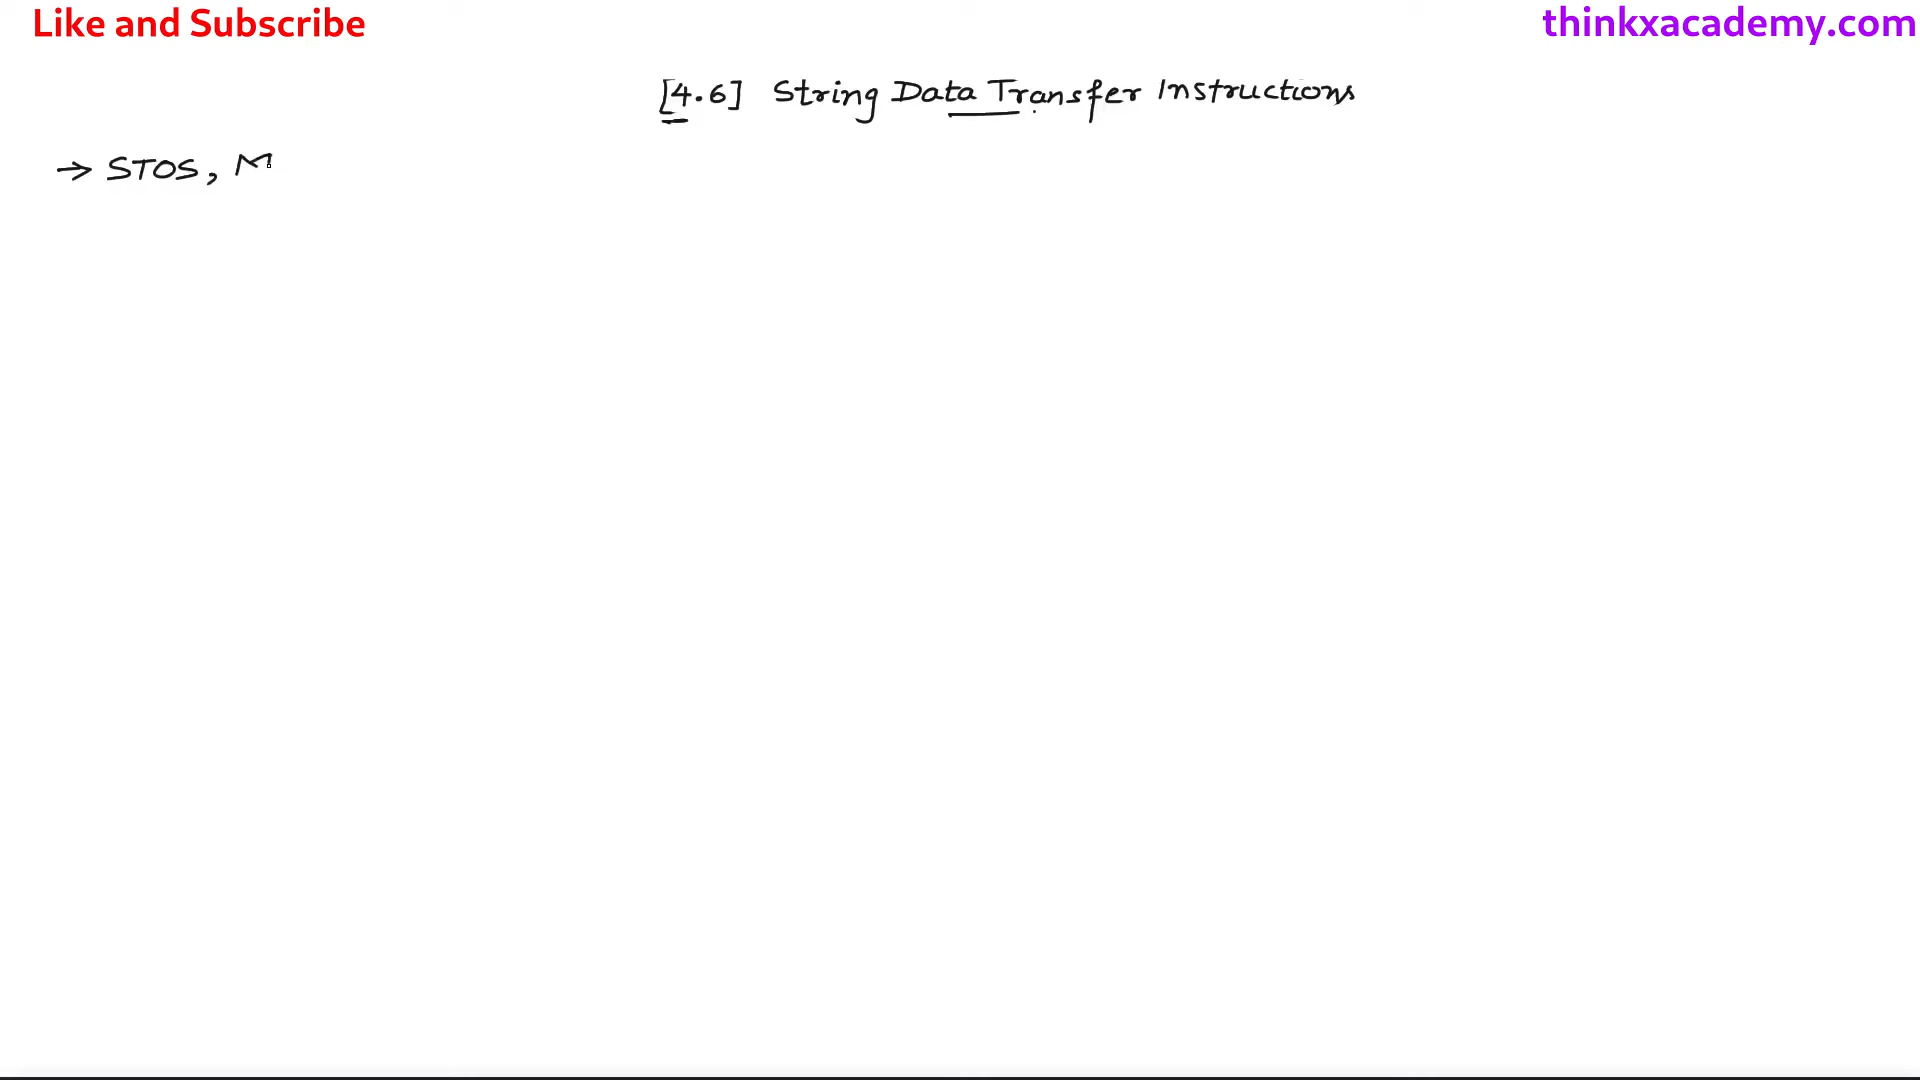 Like and Subscribe
thinkxacademy.com
[4.6] String Data Transfer Instructions
→ STOS, M